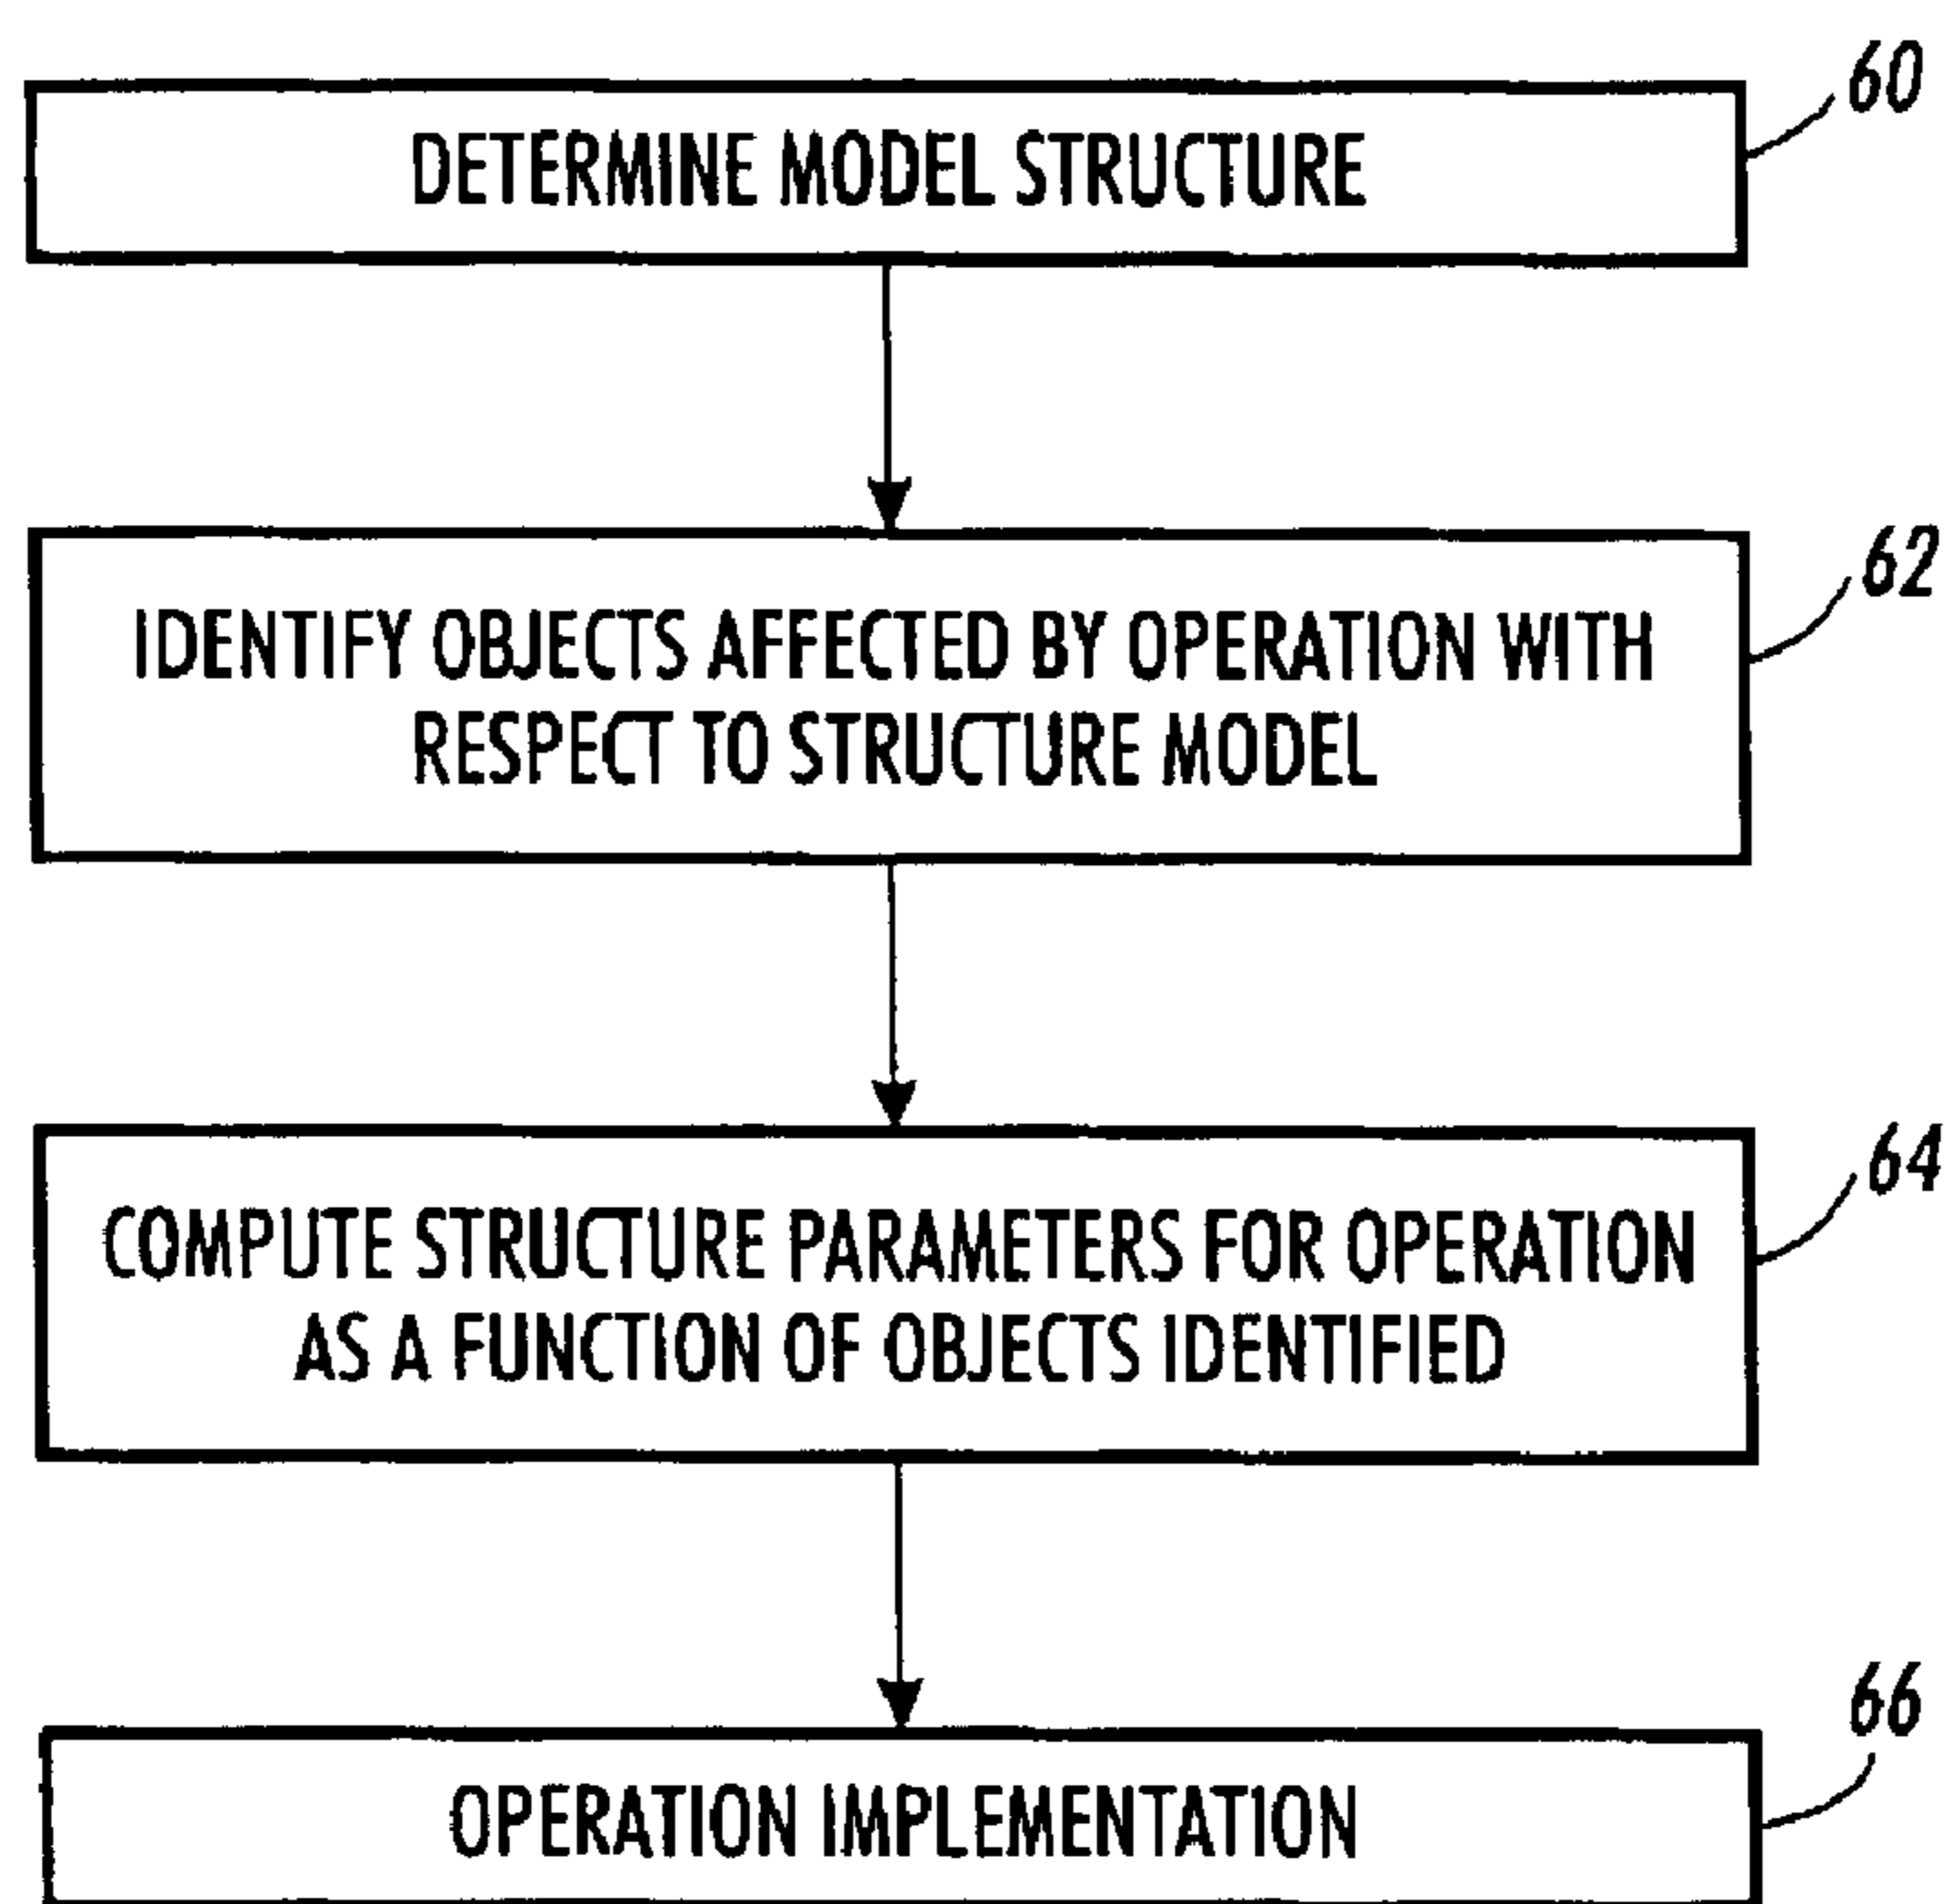 60
DETERMINE MODEL STRUCTURE
62
IDENTIFY OBJECTS AFFECTED BY OPERATION WITH
RESPECT TO STRUCTURE MODEL
64
COMPUTE STRUCTURE PARAMETERS FOR OPERATION
AS A FUNCTION OF OBJECTS IDENTIFIED
66
OPERATION IMPLEMENTATION